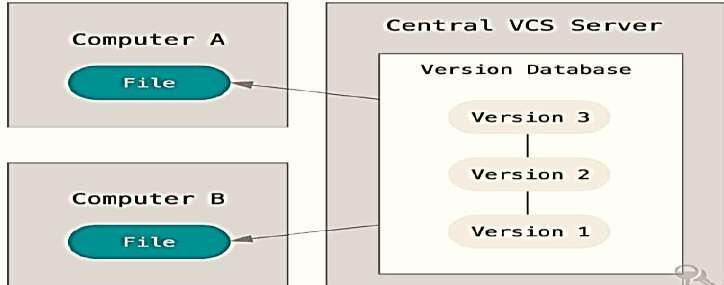 Computer A
File
Computer B
File
Central VCS Server
Version Database
Version 3
Version 2
Version 1